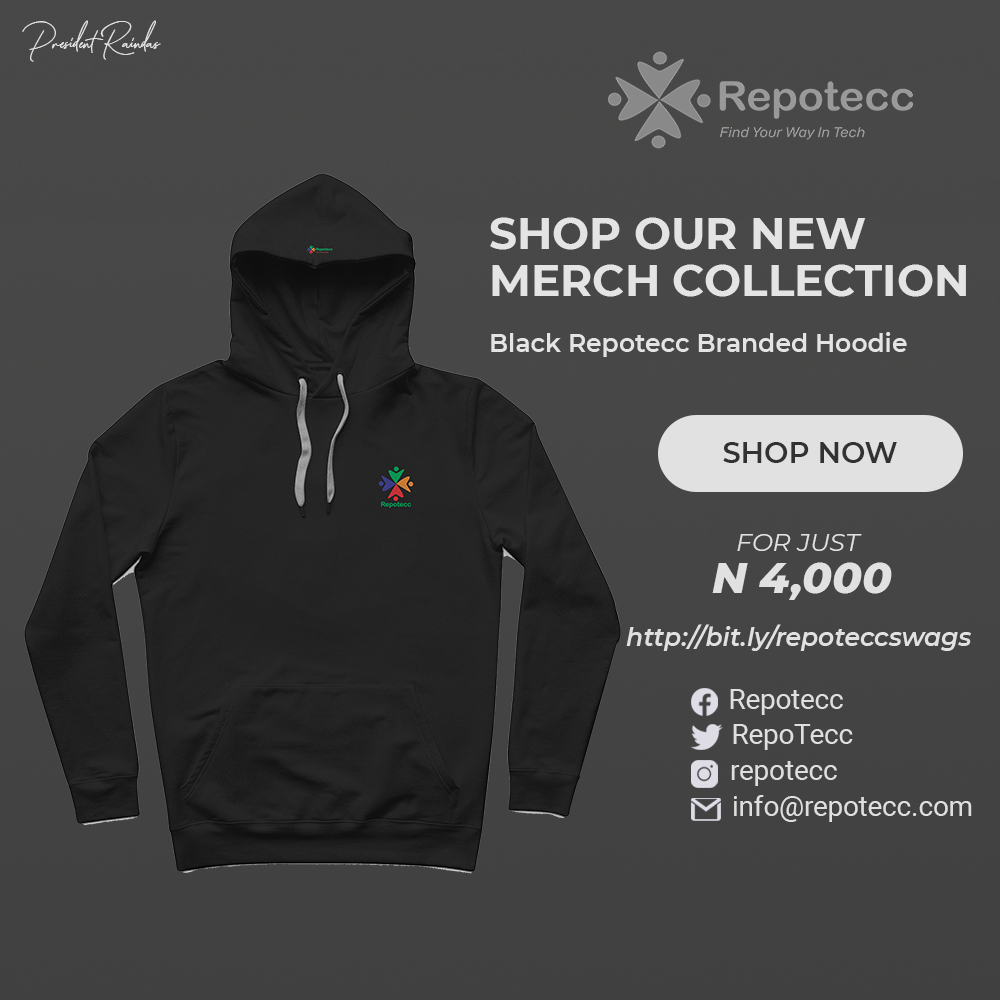 President Raindas
Repotecc
Find Your Way In Tech
SHOP OUR NEW
MERCH COLLECTION
Black Repotecc Branded Hoodie
SHOP NOW
FOR JUST
N 4,000
http://bit.ly/repoteccswags
Repotecc
RepoTecc
repotecc
info@repotecc.com
Repotecc
Repotecc